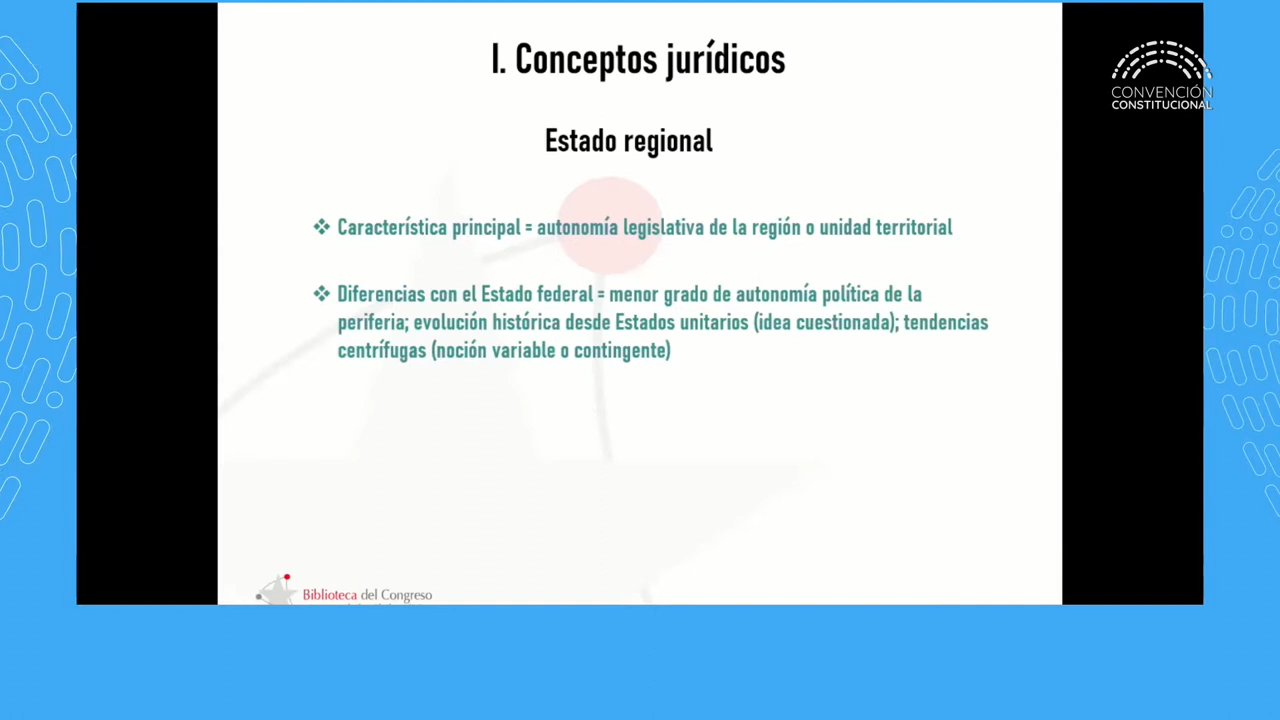 I. Conceptos jurídicos
CONVENCIÓN
CONSTITUCIONAL
Estado regional
❖ Característica principal = autonomía legislativa de la región o unidad territorial
❖ Diferencias con el Estado federal = menor grado de autonomía política de la
periferia; evolución histórica desde Estados unitarios (idea cuestionada); tendencias
centrífugas (noción variable o contingente)
Biblioteca del Congreso